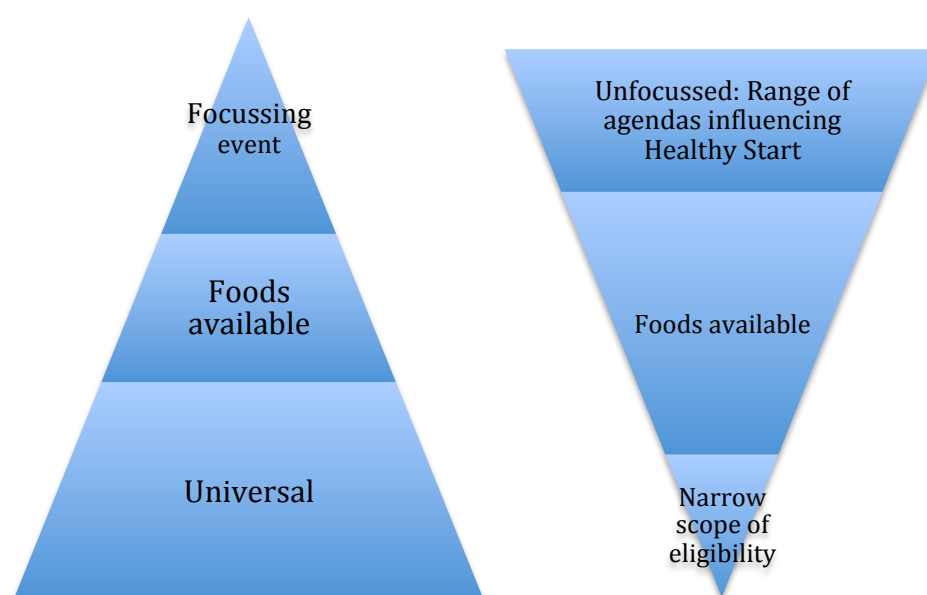 Focussing
event
Foods
available
Universal
Unfocussed: Range of
agendas influencing
Healthy Start
Foods available
Narrow
scope of
eligibility